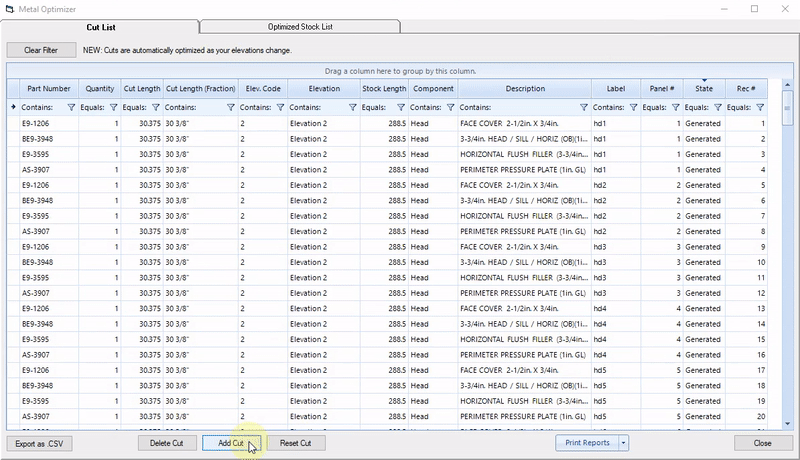 Metal Optimizer
Cut List
Optimized Stock List
Clear Filter
NEW: Cuts are automatically optimized as your elevations change.
Drag a column here to group by this column.
Part Number Quantity Cut Length Cut Length (Fraction) Elev. Code Elevation Stock Length Component Description Label Panel # State Rec #
Contains: Equals: Equals: Contains: Contains: Contains: Equals: Contains: Contains: Contains: Equals: Equals: Equals:
E9-1206 1 30.375 30 3/8" 2 Elevation 2 288.5 Head FACE COVER 2-1/2in. X 3/4in. hd1 1 Generated 1
BE9-3948 1 30.375 30 3/8" 2 Elevation 2 288.5 Head 3-3/4in. HEAD / SILL / HORIZ (OB)(1i... hd1 1 Generated 2
E9-3595 1 30.375 30 3/8" 2 Elevation 2 288.5 Head HORIZONTAL FLUSH FILLER (3-3/4in... hd1 1 Generated 3
AS-3907 1 30.375 30 3/8" 2 Elevation 2 288.5 Head PERIMETER PRESSURE PLATE (1in. GL) hd1 1 Generated 4
E9-1206 1 30.375 30 3/8" 2 Elevation 2 288.5 Head FACE COVER 2-1/2in. X 3/4in. hd2 2 Generated 5
BE9-3948 1 30.375 30 3/8" 2 Elevation 2 288.5 Head 3-3/4in. HEAD / SILL / HORIZ (OB)(1i... hd2 2 Generated 6
E9-3595 1 30.375 30 3/8" 2 Elevation 2 288.5 Head HORIZONTAL FLUSH FILLER (3-3/4in... hd2 2 Generated 7
AS-3907 1 30.375 30 3/8" 2 Elevation 2 288.5 Head PERIMETER PRESSURE PLATE (1in. GL) hd2 2 Generated 8
E9-1206 1 30.375 30 3/8" 2 Elevation 2 288.5 Head FACE COVER 2-1/2in. X 3/4in. hd3 3 Generated 9
BE9-3948 1 30.375 30 3/8" 2 Elevation 2 288.5 Head 3-3/4in. HEAD / SILL / HORIZ (OB)(1i... hd3 3 Generated 10
E9-3595 1 30.375 30 3/8" 2 Elevation 2 288.5 Head HORIZONTAL FLUSH FILLER (3-3/4in... hd3 3 Generated 11
AS-3907 1 30.375 30 3/8" 2 Elevation 2 288.5 Head PERIMETER PRESSURE PLATE (1in. GL) hd3 3 Generated 12
E9-1206 1 30.375 30 3/8" 2 Elevation 2 288.5 Head FACE COVER 2-1/2in. X 3/4in. hd4 4 Generated 13
BE9-3948 1 30.375 30 3/8" 2 Elevation 2 288.5 Head 3-3/4in. HEAD / SILL / HORIZ (OB)(1i... hd4 4 Generated 14
E9-3595 1 30.375 30 3/8" 2 Elevation 2 288.5 Head HORIZONTAL FLUSH FILLER (3-3/4in... hd4 4 Generated 15
AS-3907 1 30.375 30 3/8" 2 Elevation 2 288.5 Head PERIMETER PRESSURE PLATE (1in. GL) hd4 4 Generated 16
E9-1206 1 30.375 30 3/8" 2 Elevation 2 288.5 Head FACE COVER 2-1/2in. X 3/4in. hd5 5 Generated 17
BE9-3948 1 30.375 30 3/8" 2 Elevation 2 288.5 Head 3-3/4in. HEAD / SILL / HORIZ (OB)(1i... hd5 5 Generated 18
E9-3595 1 30.375 30 3/8" 2 Elevation 2 288.5 Head HORIZONTAL FLUSH FILLER (3-3/4in... hd5 5 Generated 19
AS-3907 1 30.375 30 3/8" 2 Elevation 2 288.5 Head PERIMETER PRESSURE PLATE (1in. GL) hd5 5 Generated 20
Export as .CSV
Delete Cut
Add Cut
Reset Cut
Print Reports
Close